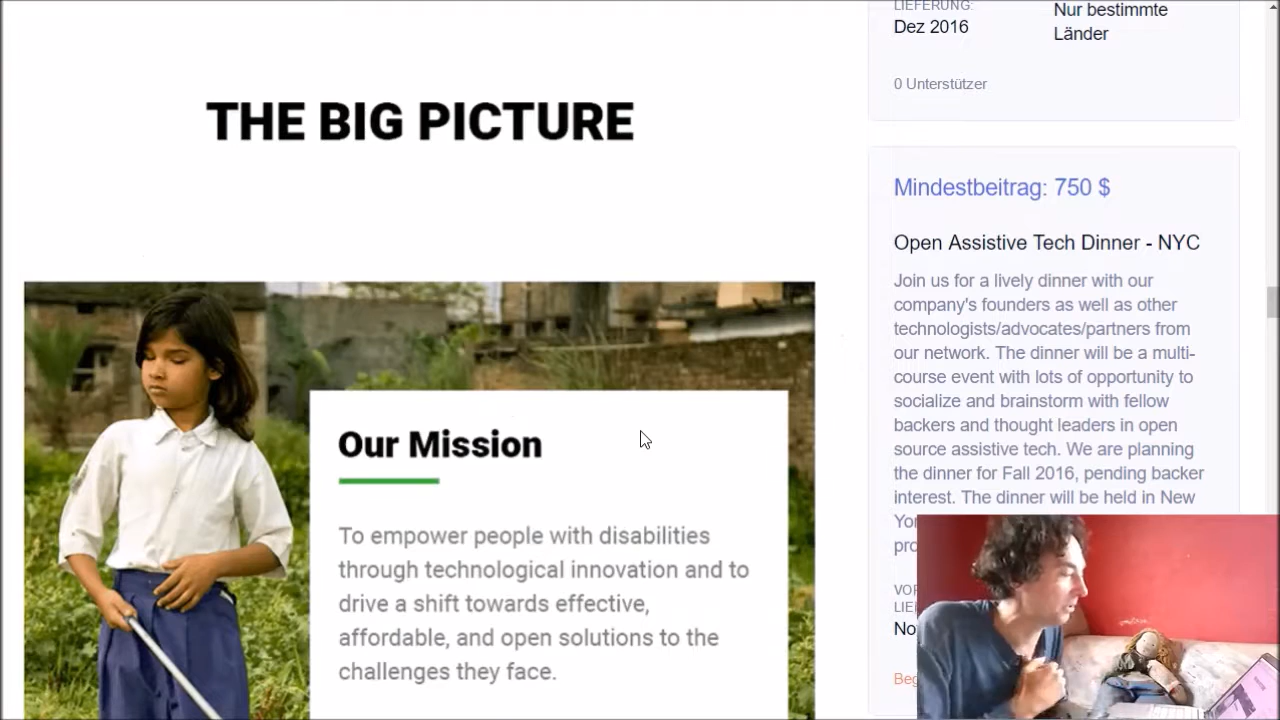 THE BIG PICTURE
Our Mission
To empower people with disabilities
through technological innovation and to
drive a shift towards effective,
affordable, and open solutions to the
challenges they face.
LIEFERUNG:
Dez 2016
Nur bestimmte
Länder
0 Unterstützer
Mindestbeitrag: 750 $
Open Assistive Tech Dinner - NYC
Join us for a lively dinner with our
company's founders as well as other
technologists/advocates/partners from
our network. The dinner will be a multi-
course event with lots of opportunity to
socialize and brainstorm with fellow
backers and thought leaders in open
source assistive tech. We are planning
the dinner for Fall 2016, pending backer
interest. The dinner will be held in New